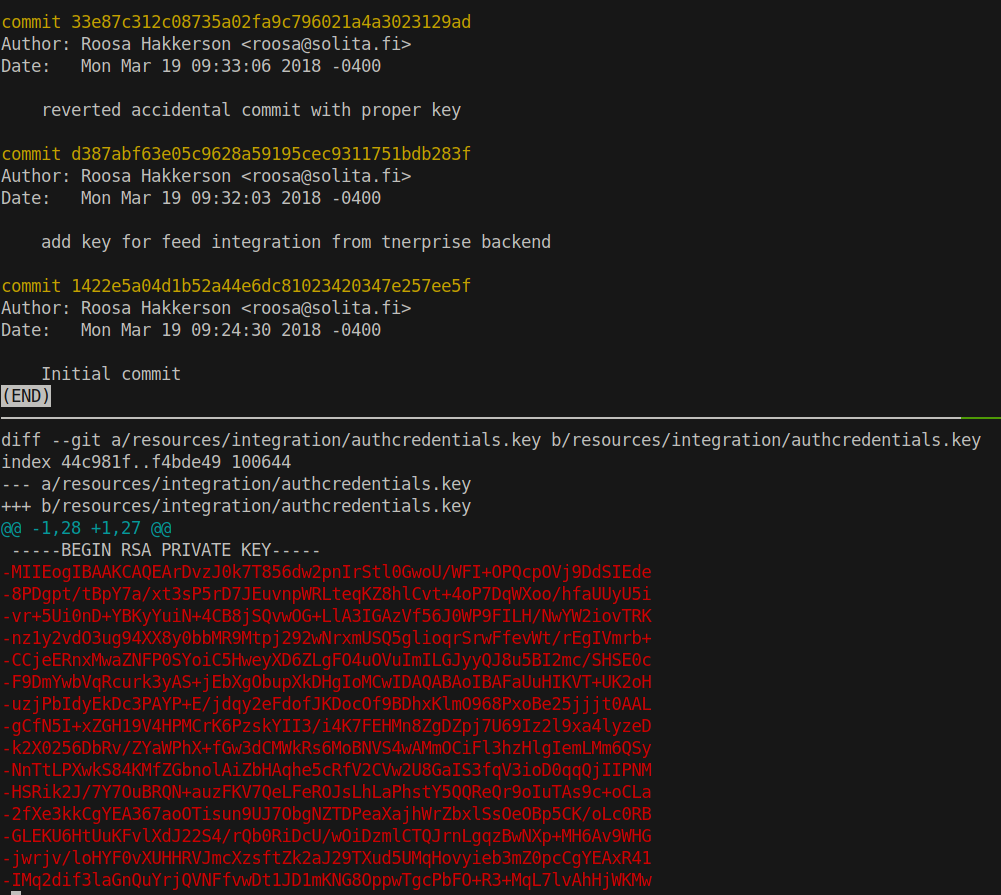 commit 33e87c312c08735a02fa9c796021a4a3023129ad
Author: Roosa Hakkerson <roosa@solita.fi>
Date:   Mon Mar 19 09:33:06 2018 -0400
    reverted accidental commit with proper key
commit d387abf63e05c9628a59195cec9311751bdb283f
Author: Roosa Hakkerson <roosa@solita.fi>
Date:   Mon Mar 19 09:32:03 2018 -0400
    add key for feed integration from tnerprise backend
commit 1422e5a04d1b52a44e6dc81023420347e257ee5f
Author: Roosa Hakkerson <roosa@solita.fi>
Date:   Mon Mar 19 09:24:30 2018 -0400
    Initial commit
(END)
diff --git a/resources/integration/authcredentials.key b/resources/integration/authcredentials.key
index 44c981f..f4bde49 100644
--- a/resources/integration/authcredentials.key
+++ b/resources/integration/authcredentials.key
@@ -1,28 +1,27 @@
 -----BEGIN RSA PRIVATE KEY-----
-MIIEogIBAAKCAQEArDvzJ0k7T856dw2pnIrStl0GwoU/WFI+OPQcpOVj9DdSIEde
-8PDgpt/tBpY7a/xt3sP5rD7JEuvnpWRLteqKZ8hlCvt+4oP7DqWXoo/hfaUUyU5i
-vr+5Ui0nD+YBKyYuiN+4CB8jSQvwOG+LlA3IGAzVf56J0WP9FILH/NwYW2iovTRK
-nz1y2vdO3ug94XX8y0bbMR9Mtpj292wNrxmUSQ5glioqrSrwFfevWt/rEgIVmrb+
-CCjeERnxMwaZNFP0SYoiC5HweyXD6ZLgFO4uOVuImILGJyyQJ8u5BI2mc/SHSE0c
-F9DmYwbVqRcurk3yAS+jEbXgObupXkDHgIoMCwIDAQABAoIBAFaUuHIKVT+UK2oH
-uzjPbIdyEkDc3PAYP+E/jdqy2eFdofJKDocOf9BDhxKlmO968PxoBe25jjjt0AAL
-gCfN5I+xZGH19V4HPMCrK6PzskYII3/i4K7FEHMn8ZgDZpj7U69Iz2l9xa4lyzeD
-k2X0256DbRv/ZYaWPhX+fGw3dCMWkRs6MoBNVS4wAMmOCiFl3hzHlgIemLMm6QSy
-NnTtLPXwkS84KMfZGbnolAiZbHAqhe5cRfV2CVw2U8GaIS3fqV3ioD0qqQjIIPNM
-HSRik2J/7Y7OuBRQN+auzFKV7QeLFeROJsLhLaPhstY5QQReQr9oIuTAs9c+oCLa
-2fXe3kkCgYEA367aoOTisun9UJ7ObgNZTDPeaXajhWrZbxlSsOeOBp5CK/oLc0RB
-GLEKU6HtUuKFvlXdJ22S4/rQb0RiDcU/wOiDzmlCTQJrnLgqzBwNXp+MH6Av9WHG
-jwrjv/loHYF0vXUHHRVJmcXzsftZk2aJ29TXud5UMqHovyieb3mZ0pcCgYEAxR41
-IMq2dif3laGnQuYrjQVNFfvwDt1JD1mKNG8OppwTgcPbFO+R3+MqL7lvAhHjWKMw